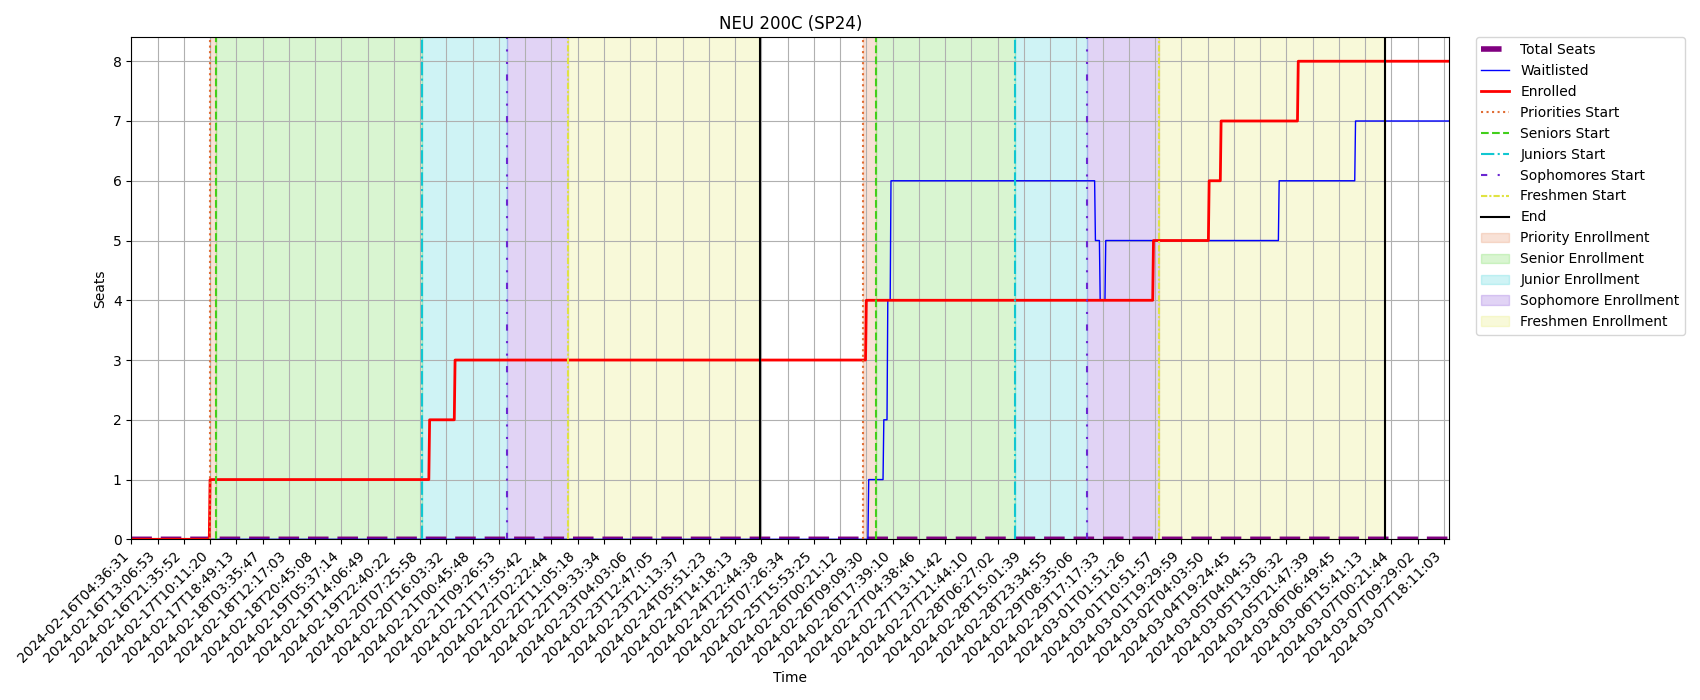 NEU 200C (SP24)
Seats
8
7
6
5
4
3
2
1
0
2024-02-16T04:36:31
2024-02-16T13:06:53
2024-02-16T21:35:52
2024-02-17T10:11:20
2024-02-17T18:49:13
2024-02-18T03:35:47
2024-02-18T12:17:03
2024-02-18T20:45:08
2024-02-19T05:37:14
2024-02-19T14:06:49
2024-02-19T22:40:22
2024-02-20T07:25:58
2024-02-20T16:03:32
2024-02-21T00:45:48
2024-02-21T09:26:53
2024-02-21T17:55:42
2024-02-22T02:22:44
2024-02-22T11:05:18
2024-02-22T19:33:34
2024-02-23T04:03:06
2024-02-23T12:47:05
2024-02-23T21:13:37
2024-02-24T05:51:23
2024-02-24T14:18:13
2024-02-24T22:44:38
2024-02-25T07:26:34
2024-02-25T15:53:25
2024-02-26T00:21:12
2024-02-26T09:09:30
2024-02-26T17:39:10
2024-02-27T04:38:46
2024-02-27T13:11:42
2024-02-27T21:44:10
2024-02-28T06:27:02
2024-02-28T15:01:39
2024-02-28T23:34:55
2024-02-29T08:35:06
2024-02-29T17:17:33
2024-03-01T01:51:26
2024-03-01T10:51:57
2024-03-01T19:29:59
2024-03-02T04:03:50
2024-03-04T19:24:45
2024-03-05T04:04:53
2024-03-05T13:06:32
2024-03-05T21:47:39
2024-03-06T06:49:45
2024-03-06T15:41:13
2024-03-07T00:21:44
2024-03-07T09:29:02
2024-03-07T18:11:03
Time
Total Seats
Waitlisted
Enrolled
Priorities Start
Seniors Start
Juniors Start
Sophomores Start
Freshmen Start
End
Priority Enrollment
Senior Enrollment
Junior Enrollment
Sophomore Enrollment
Freshmen Enrollment